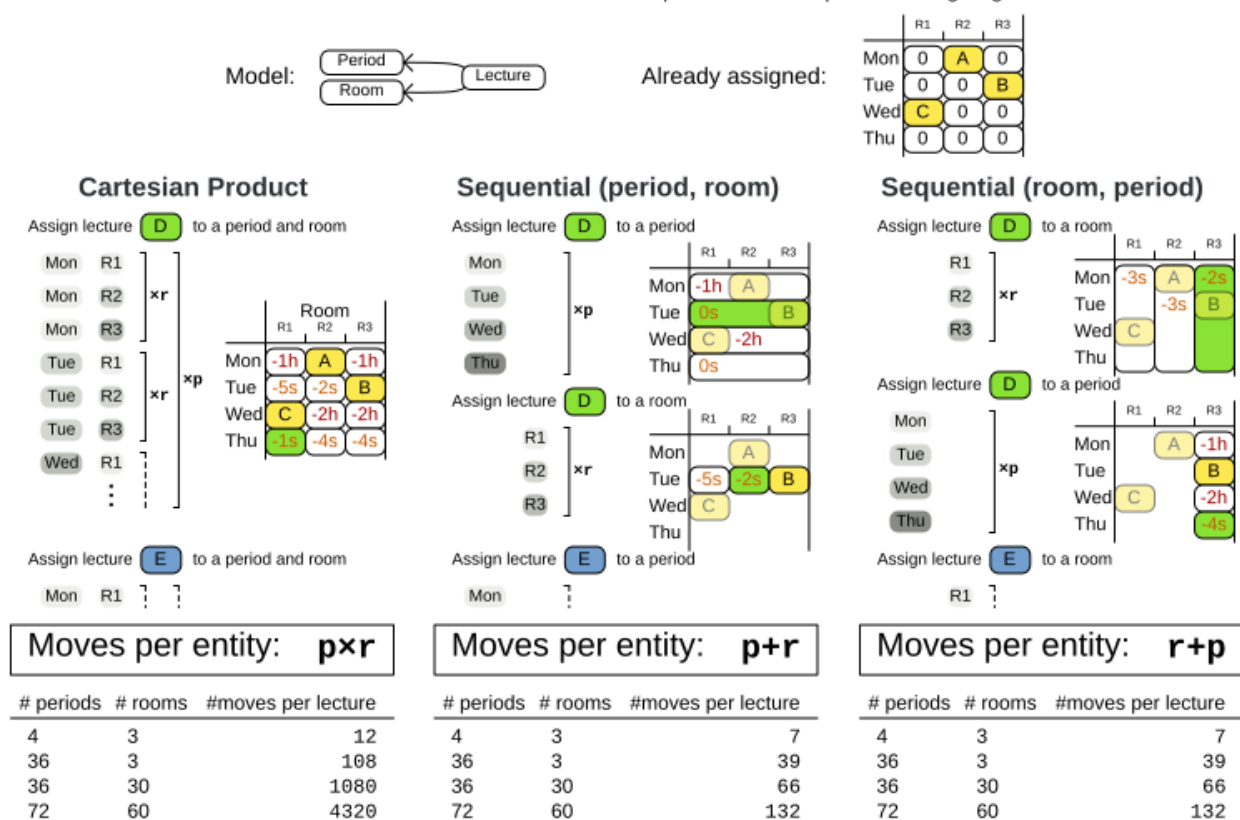 R1 R2 R3
Model: Period Room Lecture
Already assigned:
Mon 0 A 0
Tue 0 0 B
Wed C 0 0
Thu 0 0 0
Cartesian Product
Assign lecture D to a period and room
Mon R1
Mon R2
Mon R3
×r
Tue R1
Tue R2
Tue R3
×r
×p
Wed R1
⋮
Room
R1 R2 R3
Mon -1h A -1h
Tue -5s -2s B
Wed C -2h -2h
Thu -1s -4s -4s
Assign lecture E to a period and room
Mon R1
Moves per entity: p×r
# periods # rooms #moves per lecture
4 3 12
36 3 108
36 30 1080
72 60 4320
Sequential (period, room)
Assign lecture D to a period
Mon
Tue
Wed
Thu
×p
R1 R2 R3
Mon -1h A
Tue 0s B
Wed C -2h
Thu 0s
Assign lecture D to a room
R1
R2
R3
×r
R1 R2 R3
Mon A
Tue -5s -2s B
Wed C
Thu
Assign lecture E to a period
Mon
Moves per entity: p+r
# periods # rooms #moves per lecture
4 3 7
36 3 39
36 30 66
72 60 132
Sequential (room, period)
Assign lecture D to a room
R1
R2
R3
×r
R1 R2 R3
Mon -3s A -2s
Tue -3s B
Wed C
Thu
Assign lecture D to a period
Mon
Tue
Wed
Thu
×p
R1 R2 R3
Mon A -1h
Tue B
Wed C -2h
Thu -4s
Assign lecture E to a room
R1
Moves per entity: r+p
# periods # rooms #moves per lecture
4 3 7
36 3 39
36 30 66
72 60 132